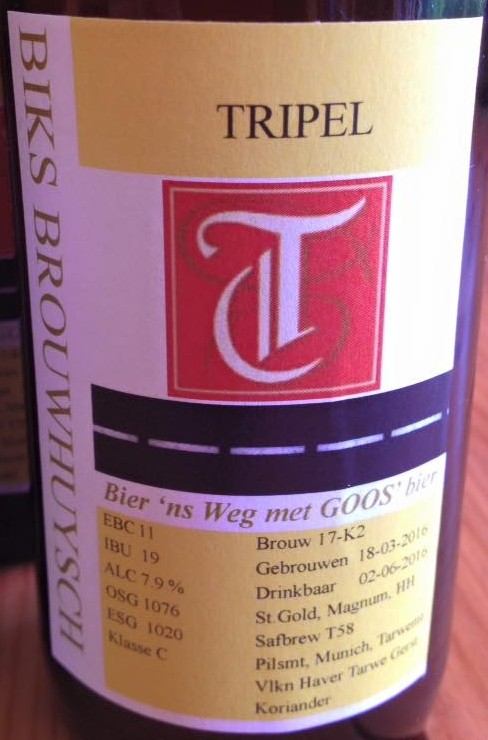 BIKS BROUWHUYSCH
TRIPEL
T
Bier 'ns Weg met GOOS' bier
EBC 11
IBU 19
ALC 7.9 %
OSG 1076
ESG 1020
Klasse C
Brouw 17-K2
Gebrouwen 18-03-2016
Drinkbaar 02-06-2016
St.Gold, Magnum, HH
Safbrew T58
Pilsmt, Munich, Tarwemt
Vlkn Haver Tarwe Gerst
Koriander